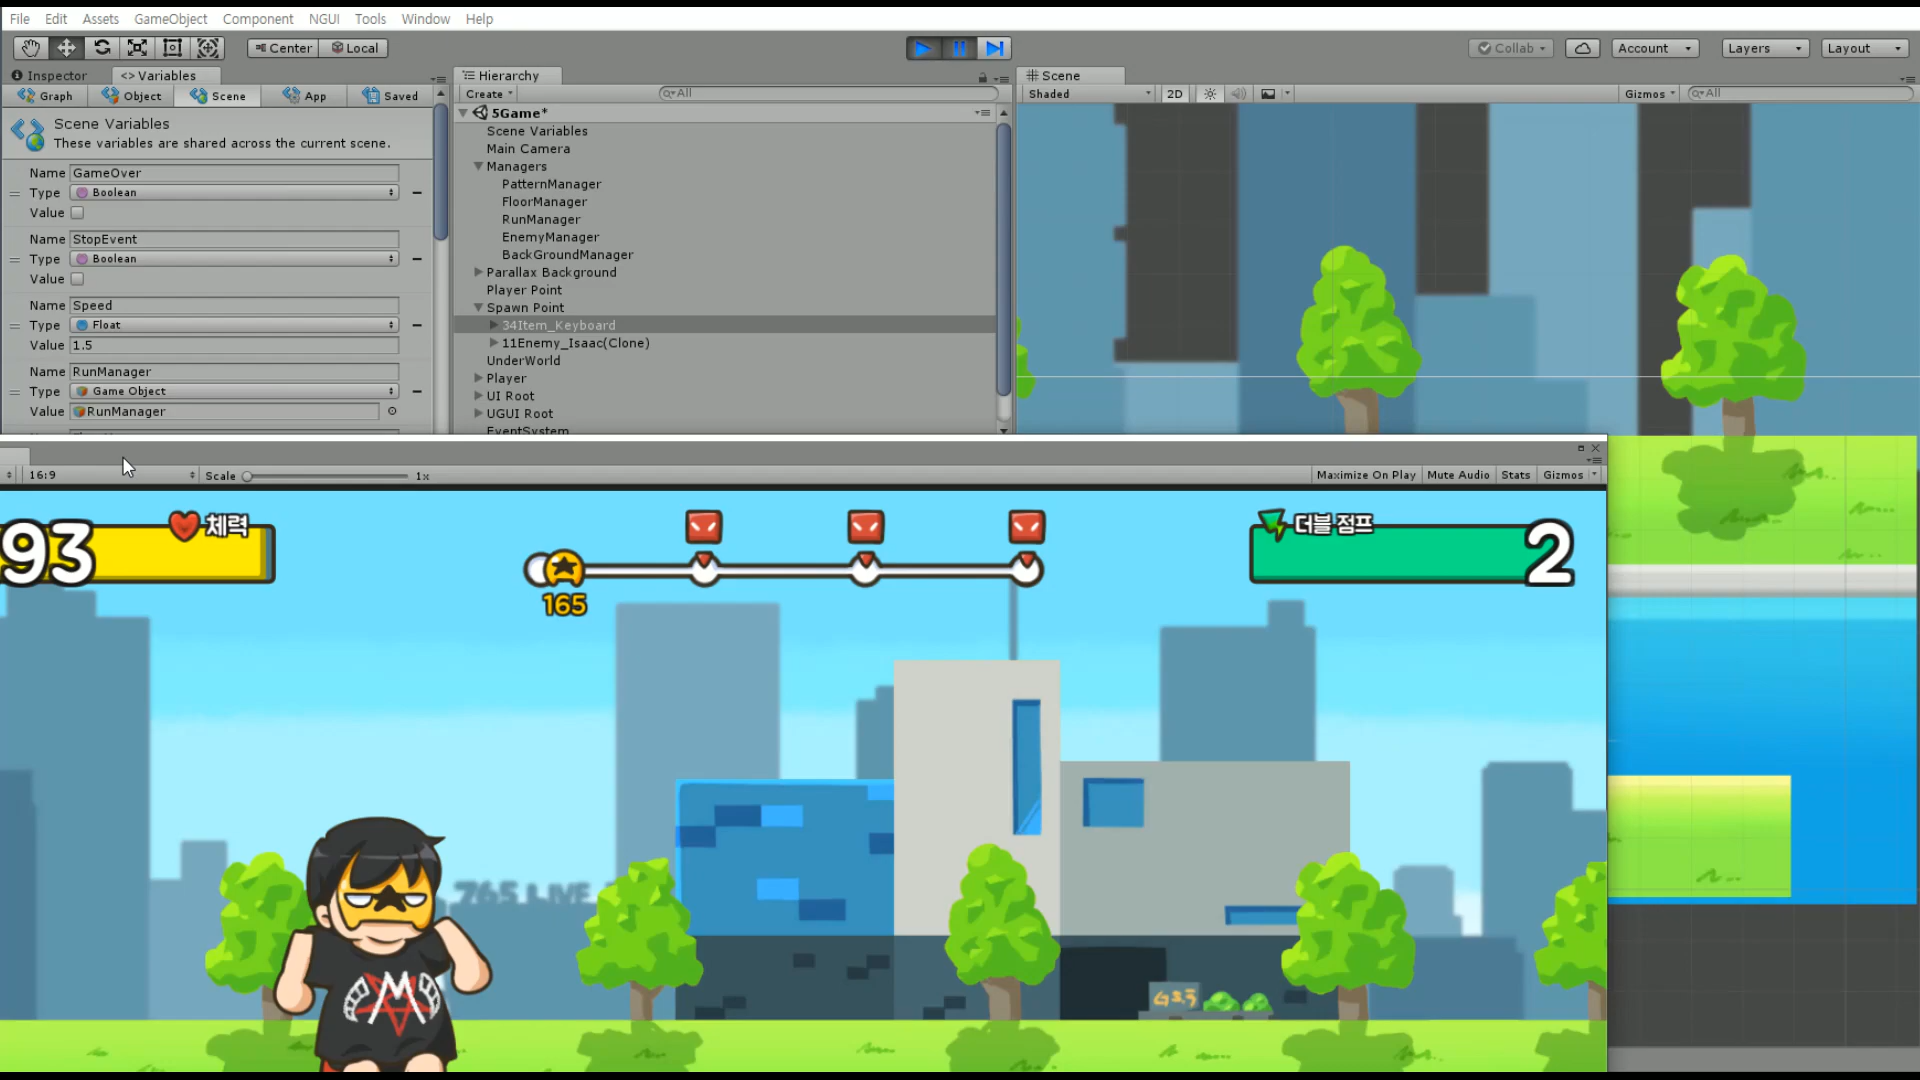 File Edit Assets GameObject Component NGUI Tools Window Help
Center Local Collab Account Layers Layout
Inspector <> Variables
Graph Object Scene App Saved
Scene Variables
These variables are shared across the current scene.
Name GameOver
Type Boolean
Value
Name StopEvent
Type Boolean
Value
Name Speed
Type Float
Value 1.5
Name RunManager
Type Game Object
Value RunManager
Hierarchy
Create All
5Game*
Scene Variables
Main Camera
Managers
PatternManager
FloorManager
RunManager
EnemyManager
BackGroundManager
Parallax Background
Player Point
Spawn Point
34Item_Keyboard
11Enemy_Isaac(Clone)
UnderWorld
Player
UI Root
UGUI Root
EventSystem
Scene
Shaded 2D Gizmos All
16:9 Scale 1x Maximize On Play Mute Audio Stats Gizmos
93 체력
165
더블 점프 2
765 LIVE
M